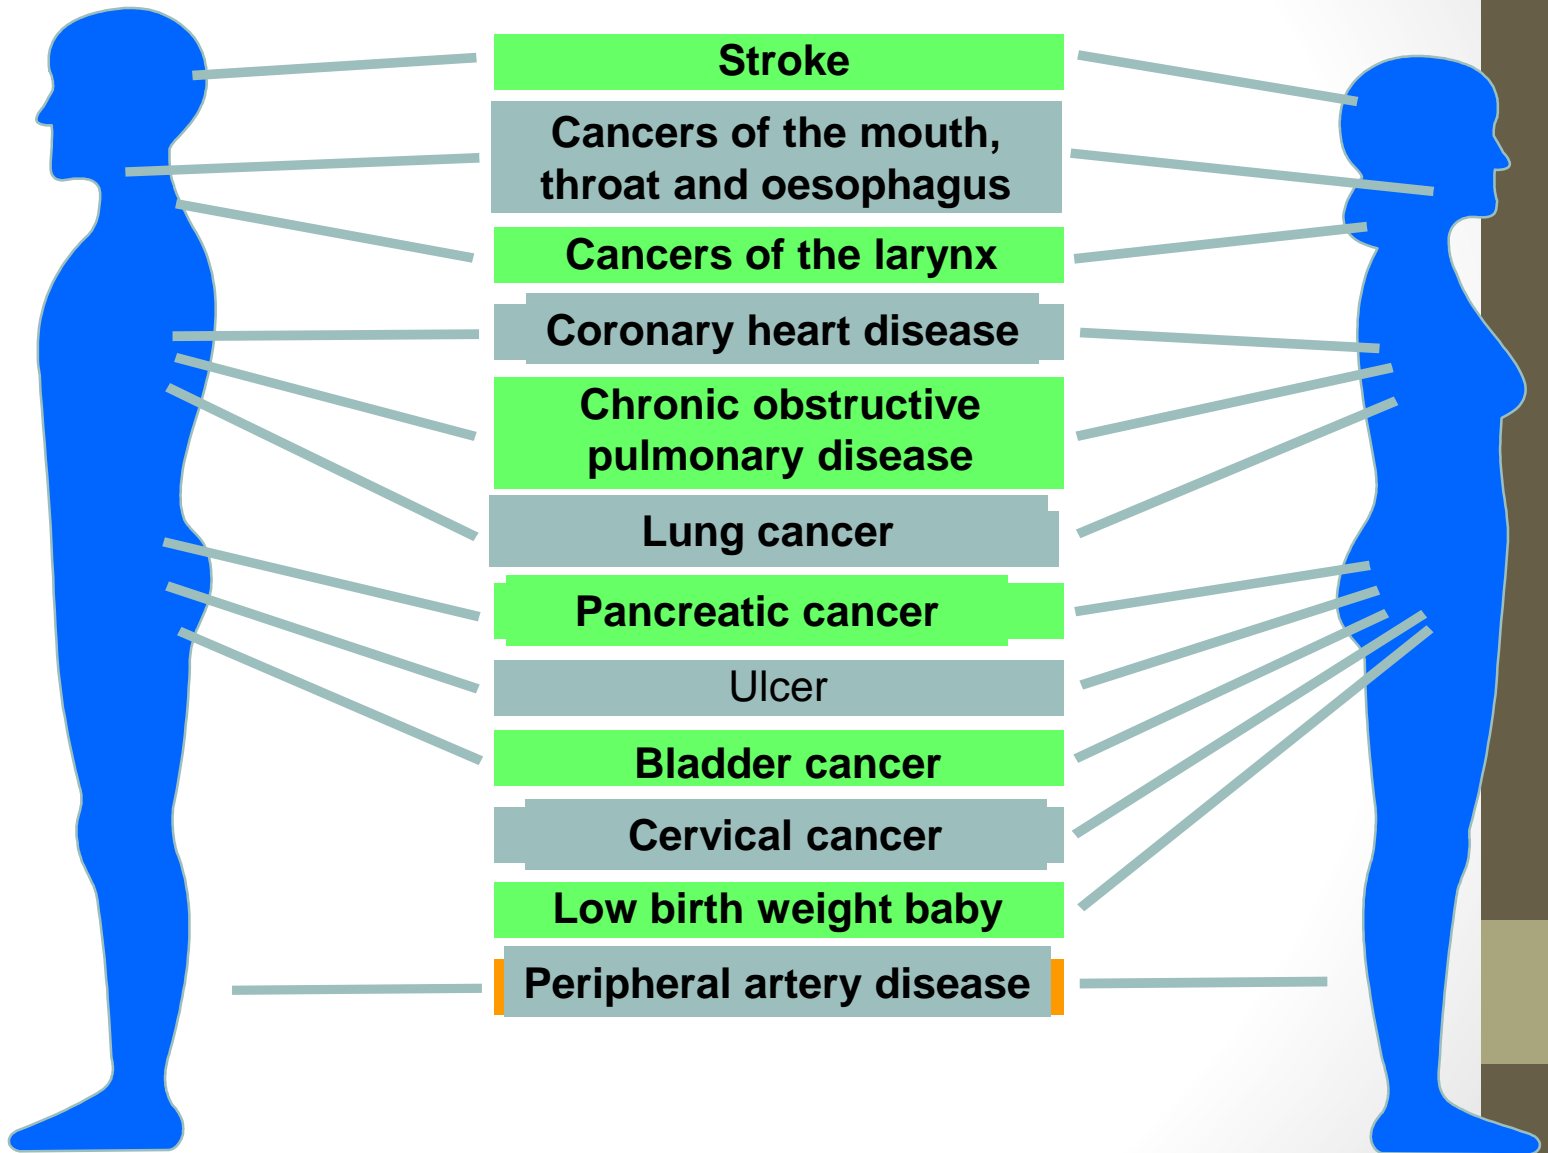 Stroke
Cancers of the mouth,
throat and oesophagus
Cancers of the larynx
Coronary heart disease
Chronic obstructive
pulmonary disease
Lung cancer
Pancreatic cancer
Ulcer
Bladder cancer
Cervical cancer
Low birth weight baby
Peripheral artery disease